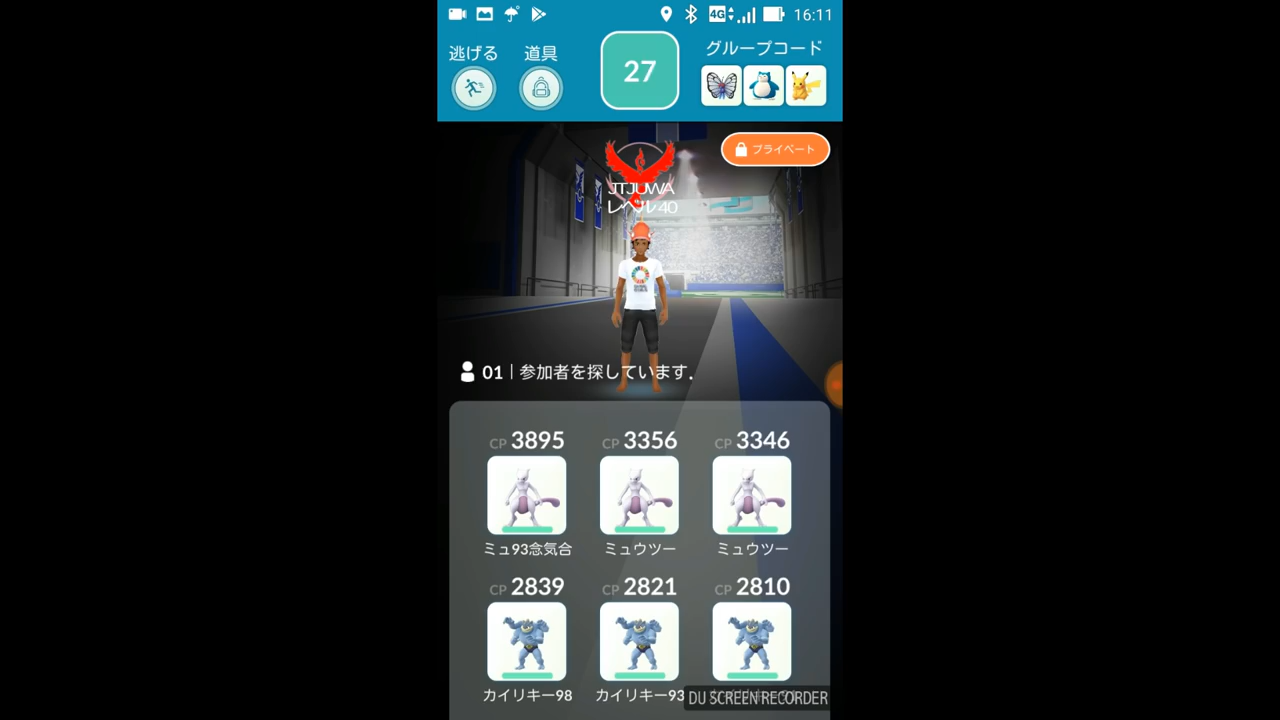 4G 16:11
逃げる 道具 27 グループコード
プライベート
JTJUWA
レベル40
01 | 参加者を探しています.
CP 3895 CP 3356 CP 3346
ミュ93念気合 ミュウツー ミュウツー
CP 2839 CP 2821 CP 2810
カイリキー98 カイリキー93
DU SCREEN RECORDER